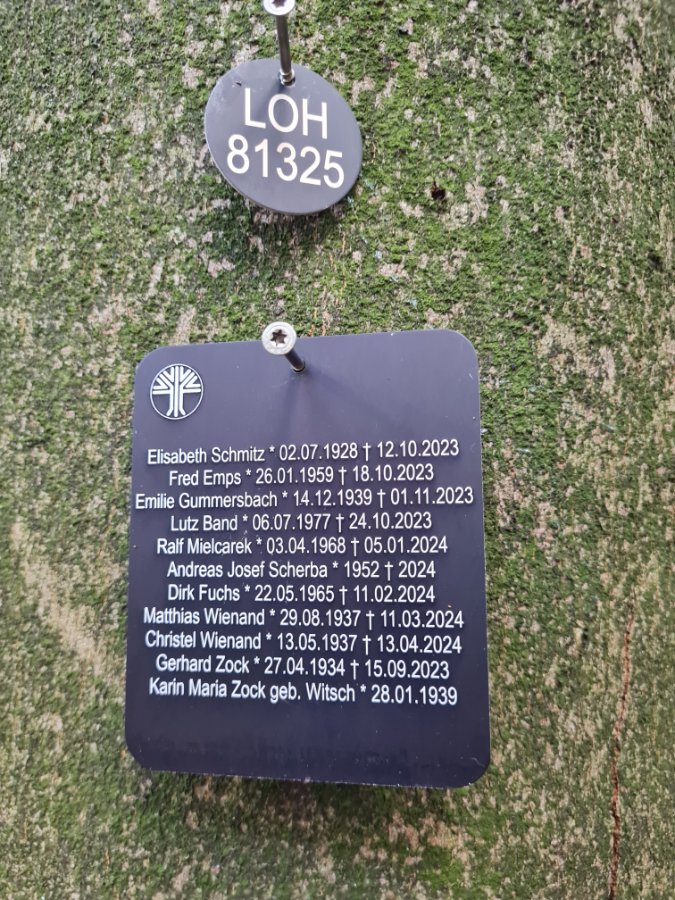 LOH
81325
Elisabeth Schmitz * 02.07.1928 † 12.10.2023
Fred Emps * 26.01.1959 † 18.10.2023
Emilie Gummersbach * 14.12.1939 † 01.11.2023
Lutz Band * 06.07.1977 † 24.10.2023
Ralf Mielcarek * 03.04.1968 † 05.01.2024
Andreas Josef Scherba * 1952 † 2024
Dirk Fuchs * 22.05.1965 † 11.02.2024
Matthias Wienand * 29.08.1937 † 11.03.2024
Christel Wienand * 13.05.1937 † 13.04.2024
Gerhard Zock * 27.04.1934 † 15.09.2023
Karin Maria Zock geb. Witsch * 28.01.1939